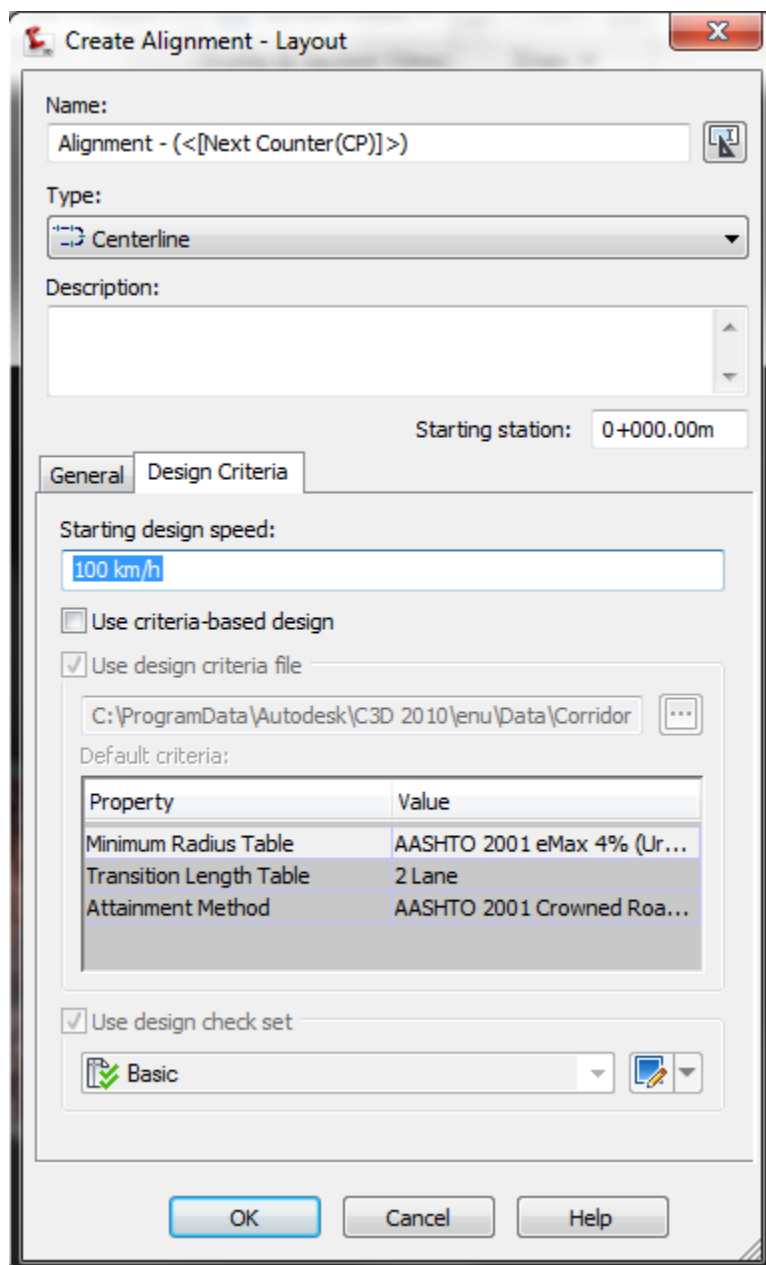 Create Alignment - Layout
Name:
Alignment - (<[Next Counter(CP)]>)
Type:
Centerline
Description:
Starting station: 0+000.00m
General Design Criteria
Starting design speed:
100 km/h
Use criteria-based design
Use design criteria file
C:\ProgramData\Autodesk\C3D 2010\enu\Data\Corridor ...
Default criteria:
Property Value
Minimum Radius Table AASHTO 2001 eMax 4% (Ur...
Transition Length Table 2 Lane
Attainment Method AASHTO 2001 Crowned Roa...
Use design check set
Basic
OK Cancel Help